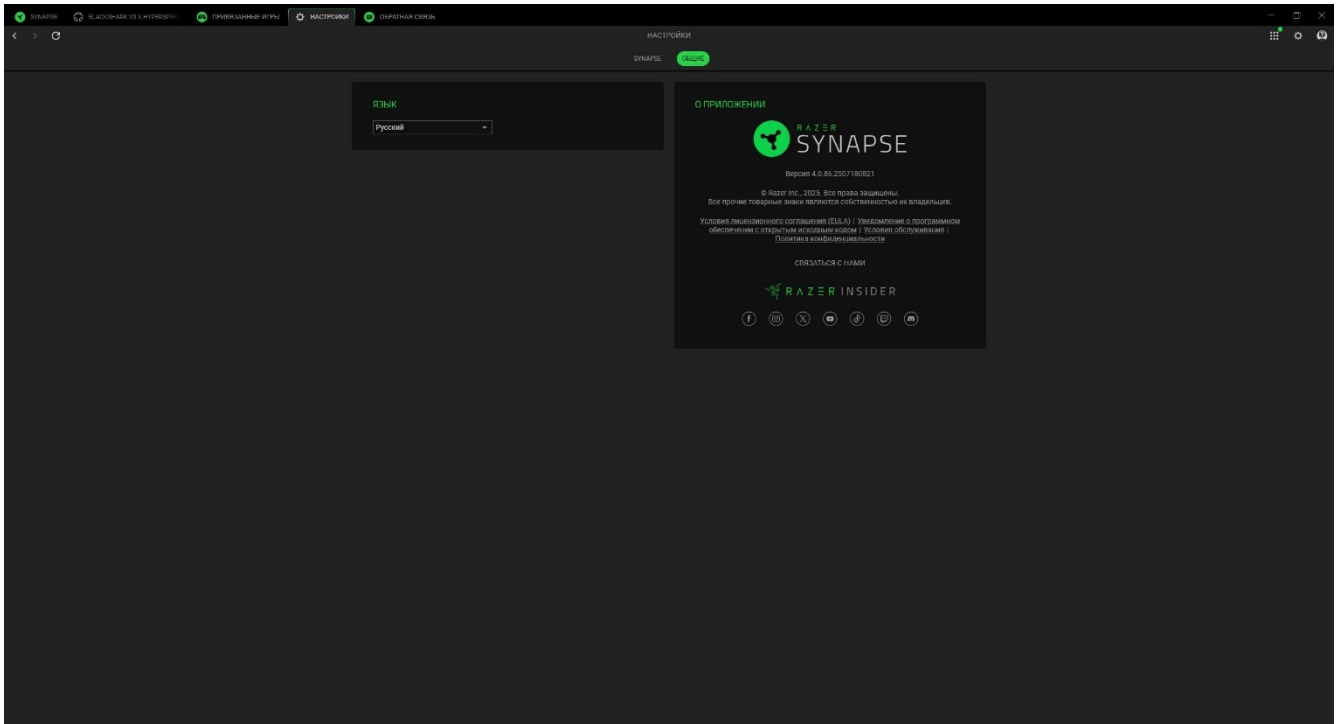 SYNAPSE BLACKSHARK V3 X HYPERSPE ПРИВЯЗАННЫЕ ИГРЫ НАСТРОЙКИ ОБРАТНАЯ СВЯЗЬ
НАСТРОЙКИ
SYNAPSE ОБЩИЕ
ЯЗЫК
Русский
О ПРИЛОЖЕНИИ
RAZER
SYNAPSE
Версия 4.0.86.2507180821
© Razer Inc., 2025. Все права защищены.
Все прочие товарные знаки являются собственностью их владельцев.
Условия лицензионного соглашения (EULA) | Уведомление о программном
обеспечении с открытым исходным кодом | Условия обслуживания |
Политика конфиденциальности
СВЯЗАТЬСЯ С НАМИ
RAZER INSIDER